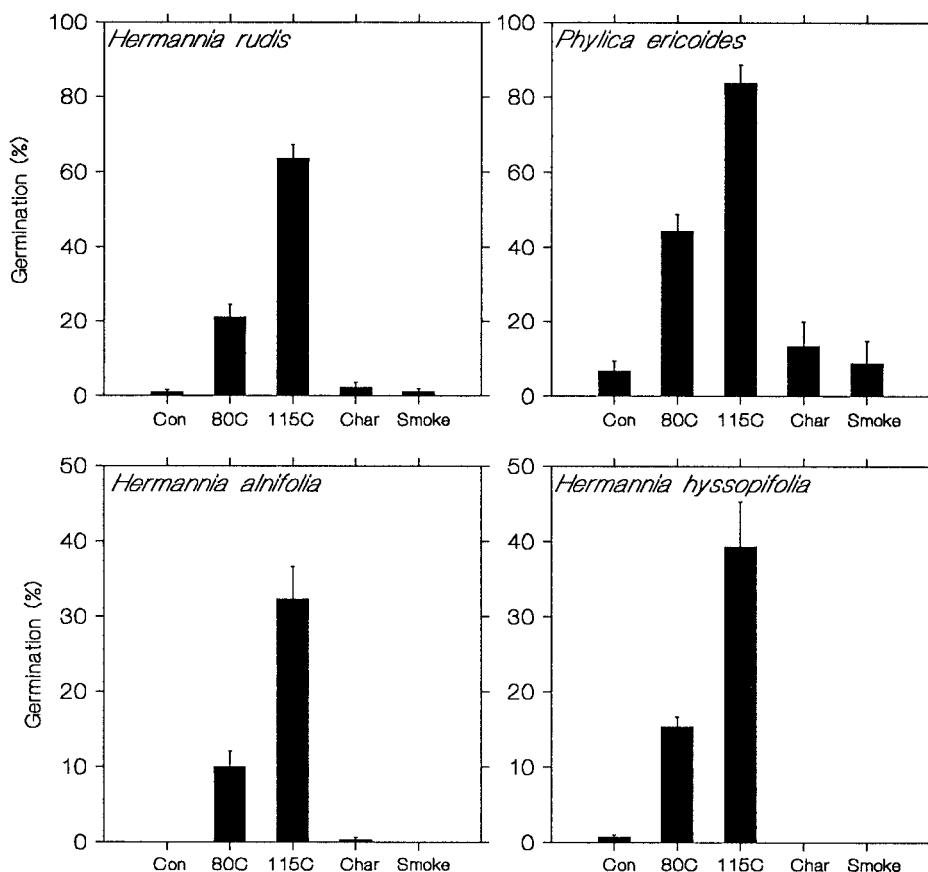 Hermannia rudis
Phylica ericoides
Germination (%)
100
80
60
40
20
0
100
80
60
40
20
0
Con 80C 115C Char Smoke
Con 80C 115C Char Smoke
Hermannia alnifolia
Hermannia hyssopifolia
Germination (%)
50
40
30
20
10
0
50
40
30
20
10
0
Con 80C 115C Char Smoke
Con 80C 115C Char Smoke